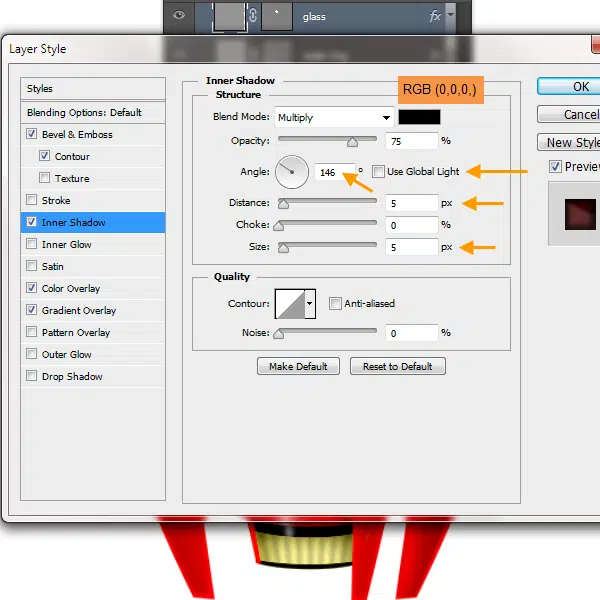 glass fx
Layer Style
Styles
Blending Options: Default
Bevel & Emboss
Contour
Texture
Stroke
Inner Shadow
Inner Glow
Satin
Color Overlay
Gradient Overlay
Pattern Overlay
Outer Glow
Drop Shadow
Inner Shadow
Structure
RGB (0,0,0,)
Blend Mode: Multiply
Opacity: 75 %
Angle: 146 ° Use Global Light
Distance: 5 px
Choke: 0 %
Size: 5 px
Quality
Contour: Anti-aliased
Noise: 0 %
Make Default Reset to Default
OK
Cancel
New Style
Preview